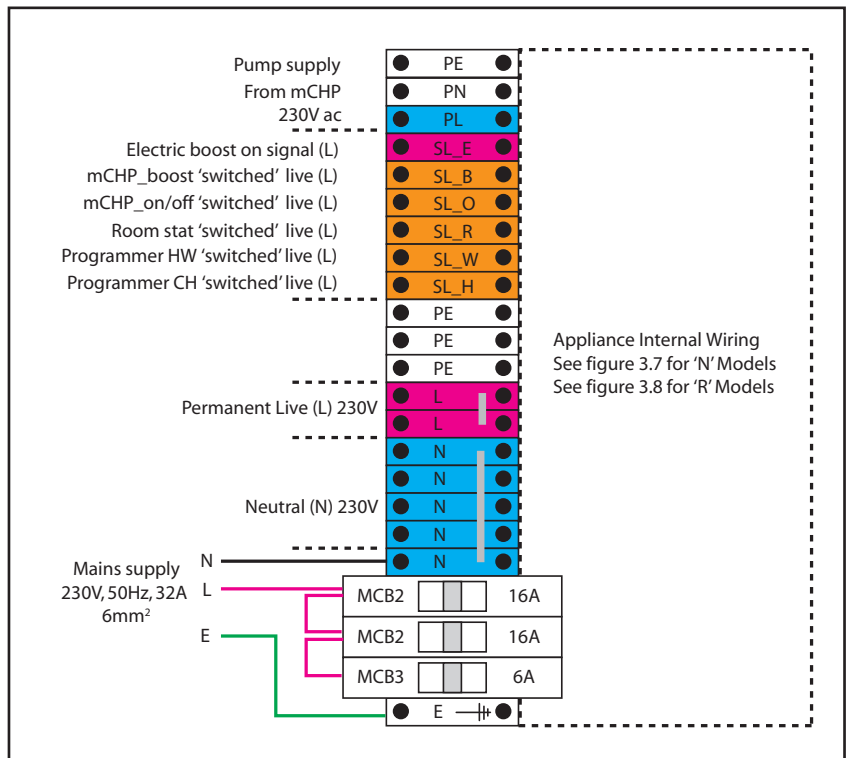 Pump supply
From mCHP
230V ac
Electric boost on signal (L)
mCHP_boost ‘switched’ live (L)
mCHP_on/off ‘switched’ live (L)
Room stat ‘switched’ live (L)
Programmer HW ‘switched’ live (L)
Programmer CH ‘switched’ live (L)
Permanent Live (L) 230V
Neutral (N) 230V
Mains supply
230V, 50Hz, 32A
6mm²
N
L
E
PE
PN
PL
SL_E
SL_B
SL_O
SL_R
SL_W
SL_H
PE
PE
PE
L
L
N
N
N
N
N
MCB2 16A
MCB2 16A
MCB3 6A
E
Appliance Internal Wiring
See figure 3.7 for ‘N’ Models
See figure 3.8 for ‘R’ Models